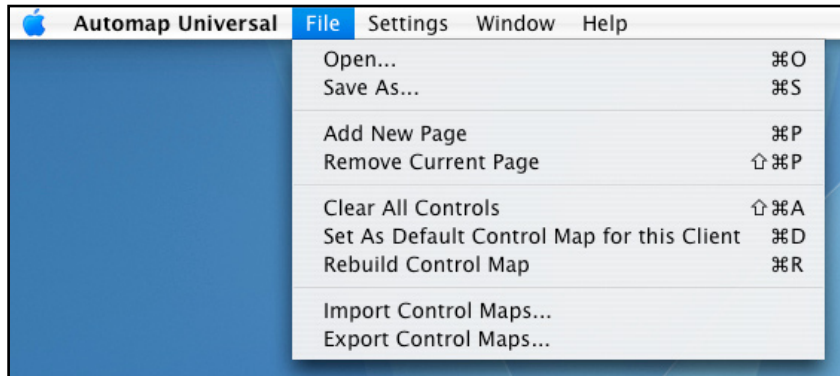 Automap Universal File Settings Window Help
Open... ⌘O
Save As... ⌘S
Add New Page ⌘P
Remove Current Page ⇧⌘P
Clear All Controls ⇧⌘A
Set As Default Control Map for this Client ⌘D
Rebuild Control Map ⌘R
Import Control Maps...
Export Control Maps...